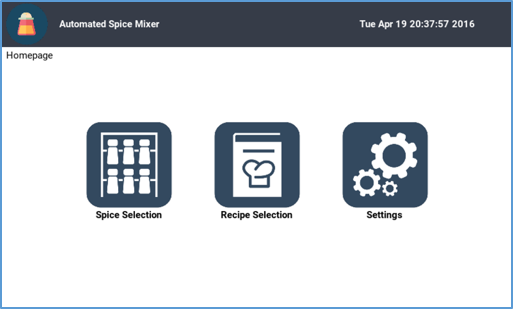 Automated Spice Mixer
Tue Apr 19 20:37:57 2016
Homepage
Spice Selection
Recipe Selection
Settings